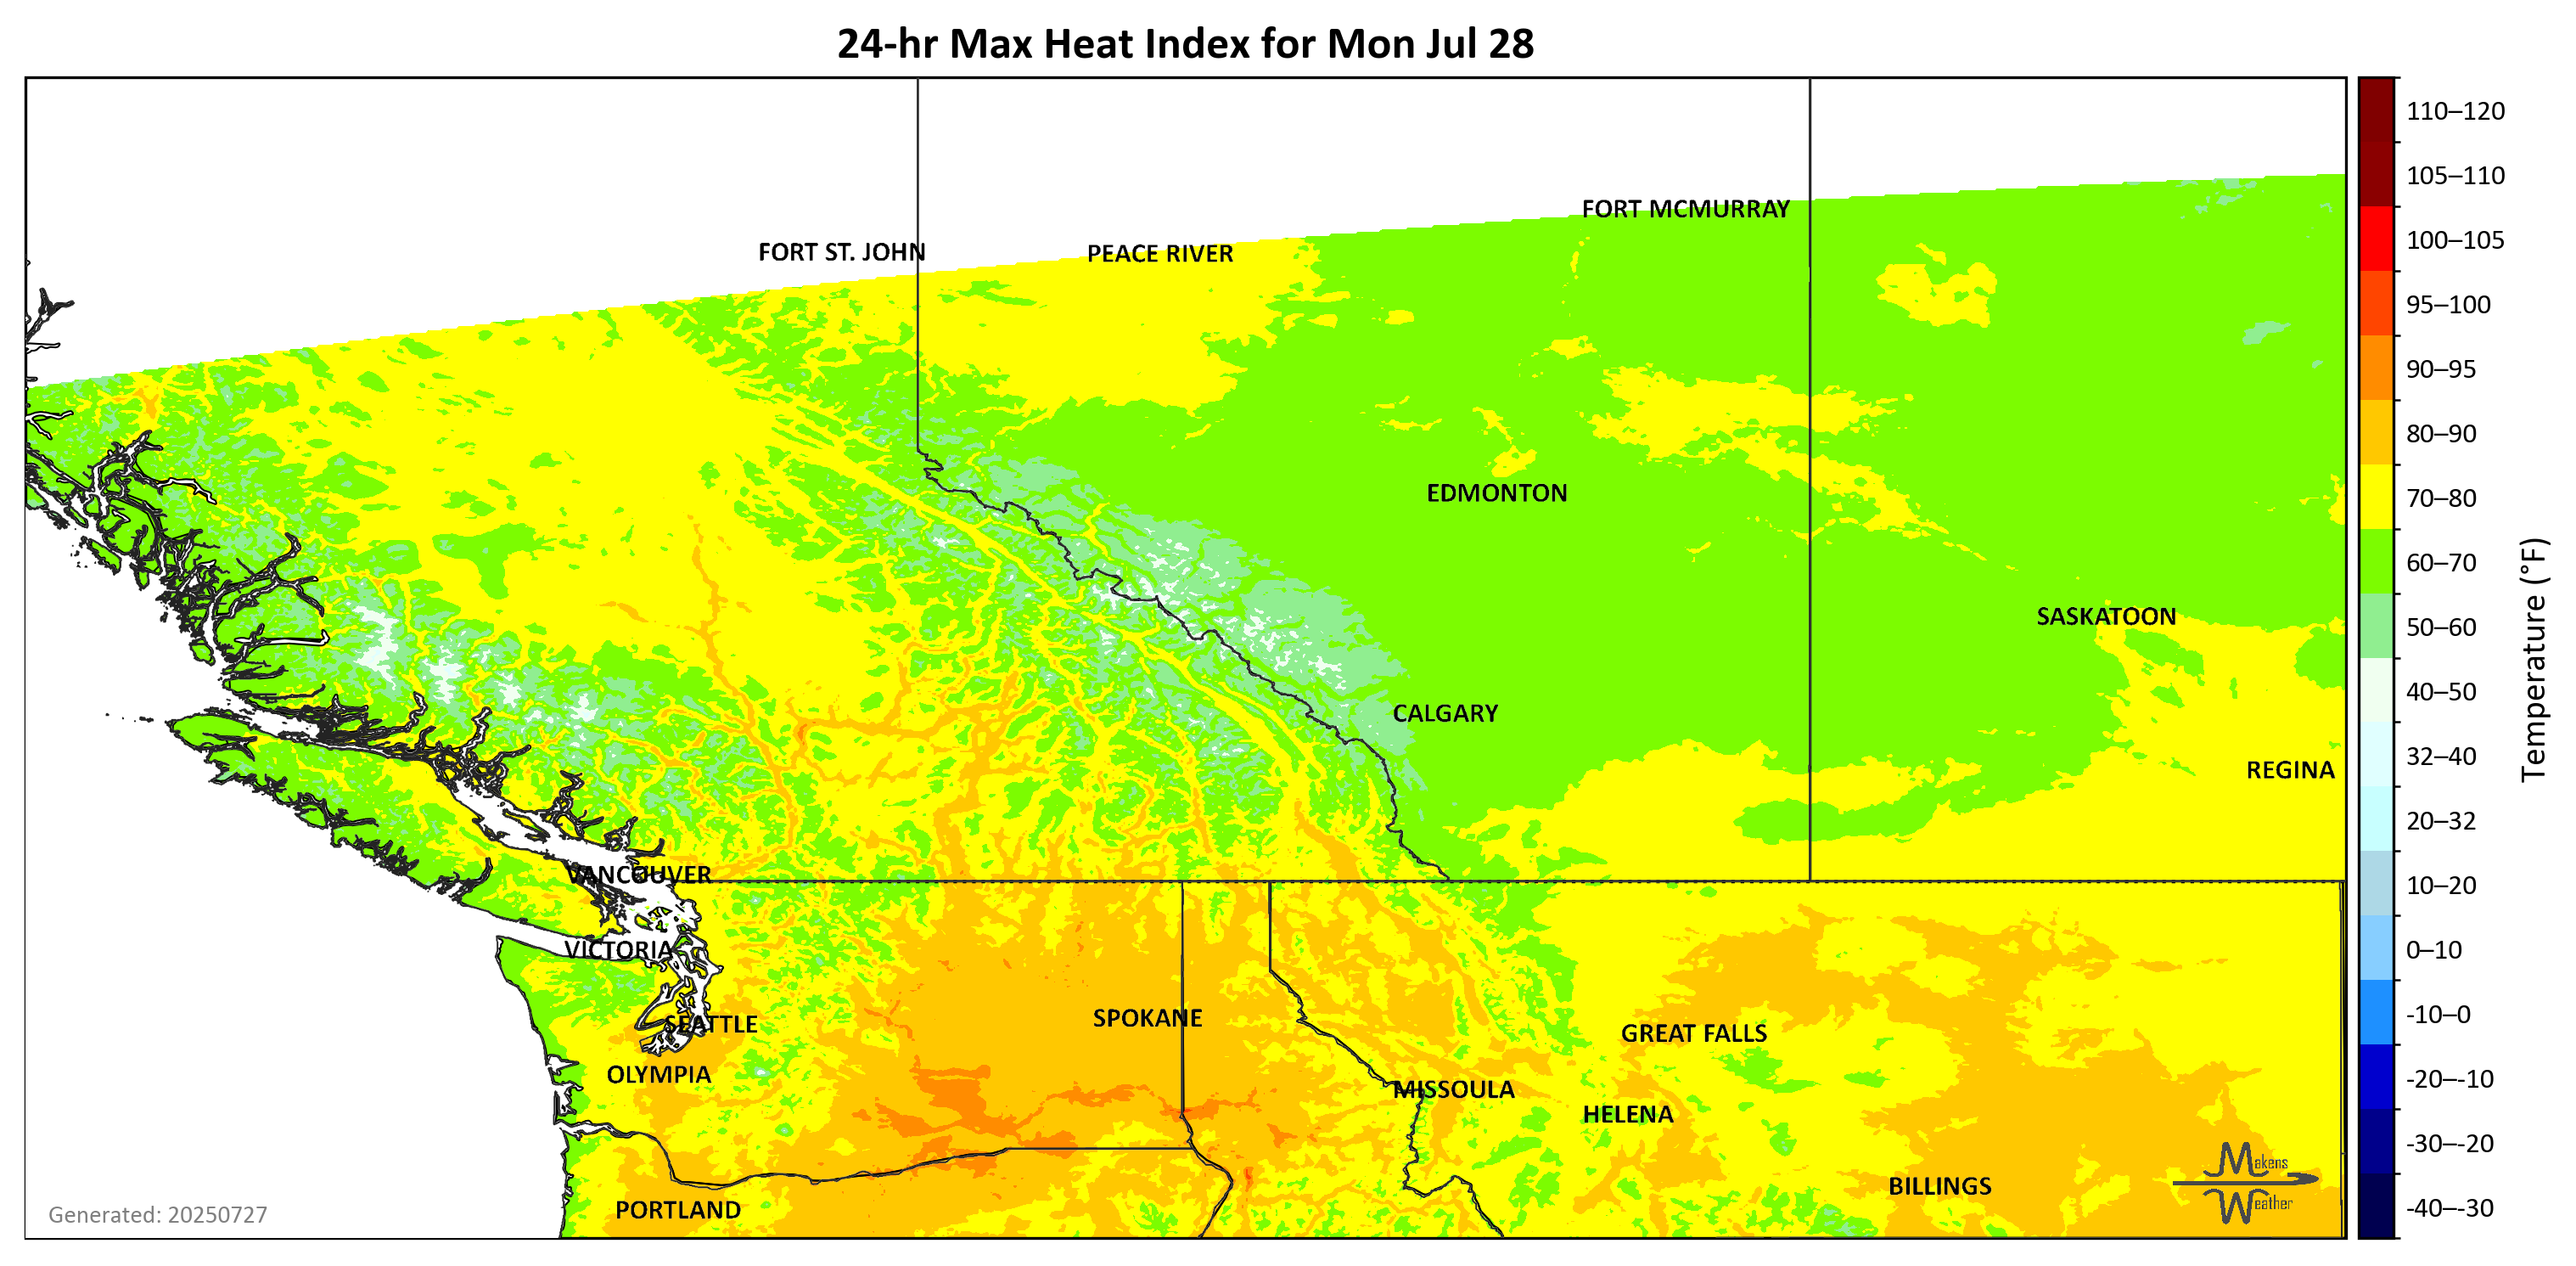 24-hr Max Heat Index for Mon Jul 28
FORT MCMURRAY
FORT ST. JOHN
PEACE RIVER
EDMONTON
SASKATOON
CALGARY
REGINA
VANCOUVER
VICTORIA
SEATTLE
SPOKANE
GREAT FALLS
OLYMPIA
MISSOULA
HELENA
BILLINGS
PORTLAND
Makens
Weather
Generated: 20250727
110–120
105–110
100–105
95–100
90–95
80–90
70–80
60–70
50–60
40–50
32–40
20–32
10–20
0–10
-10–0
-20–-10
-30–-20
-40–-30
Temperature (°F)